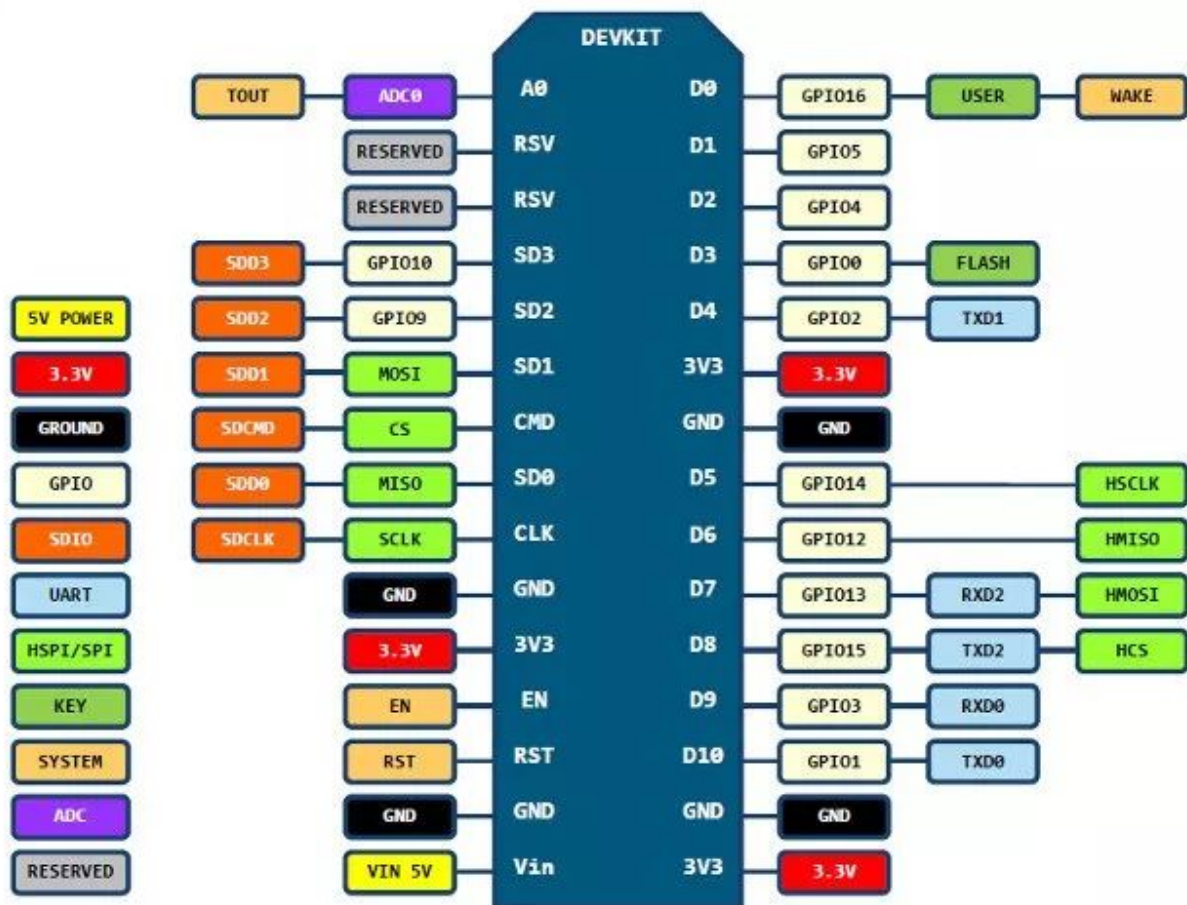 DEVKIT
TOUT ADC0 A0 D0 GPIO16 USER WAKE
RESERVED RSV D1 GPIO5
RESERVED RSV D2 GPIO4
SDD3 GPIO10 SD3 D3 GPIO0 FLASH
5V POWER SDD2 GPIO9 SD2 D4 GPIO2 TXD1
3.3V SDD1 MOSI SD1 3V3 3.3V
GROUND SDCMD CS CMD GND GND
GPIO SDD0 MISO SD0 D5 GPIO14 HSCLK
SDIO SDCLK SCLK CLK D6 GPIO12 HMISO
UART GND GND D7 GPIO13 RXD2 HMOSI
HSPI/SPI 3.3V 3V3 D8 GPIO15 TXD2 HCS
KEY EN EN D9 GPIO3 RXD0
SYSTEM RST RST D10 GPIO1 TXD0
ADC GND GND GND GND
RESERVED VIN 5V Vin 3V3 3.3V